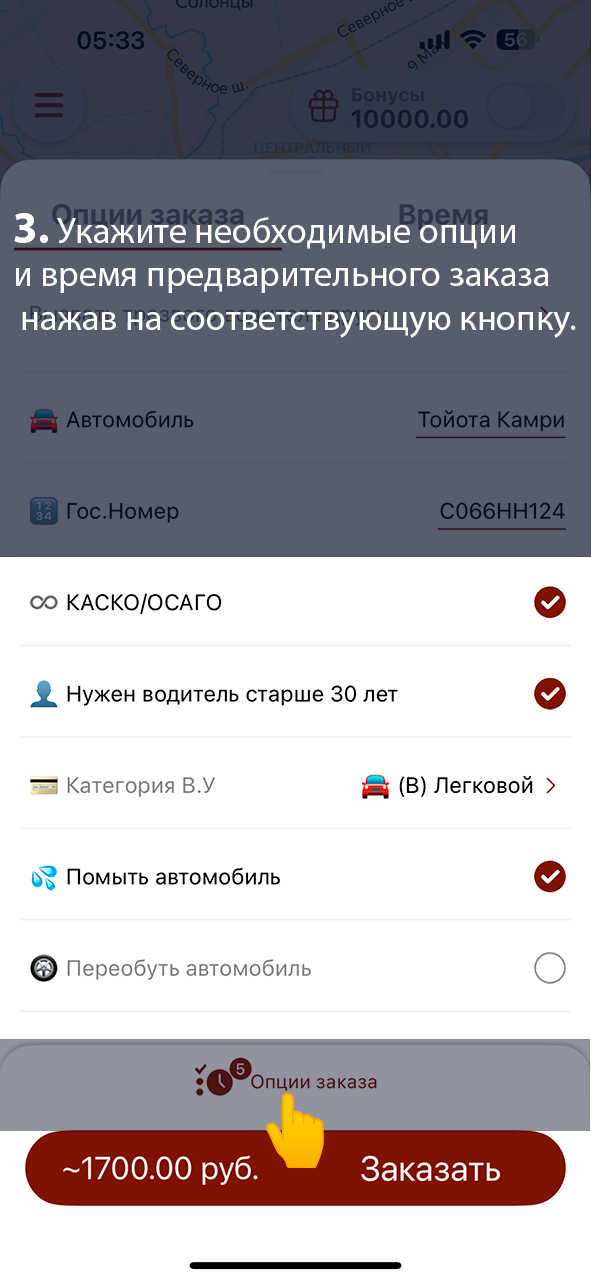 Солонцы
05:33
Северное
56
9 Ма
Северное ш.
Бонусы
10000.00
ЦЕНТРАЛЬНЫЙ
Опции заказа
Время
3. Укажите необходимые опции
и время предварительного заказа
нажав на соответствующую кнопку.
🚘 Автомобиль
Тойота Камри
🔢 Гос.Номер
С066НН124
КАСКО/ОСАГО
Нужен водитель старше 30 лет
Категория В.У
(B) Легковой
Помыть автомобиль
Переобуть автомобиль
5
Опции заказа
~1700.00 руб.
Заказать